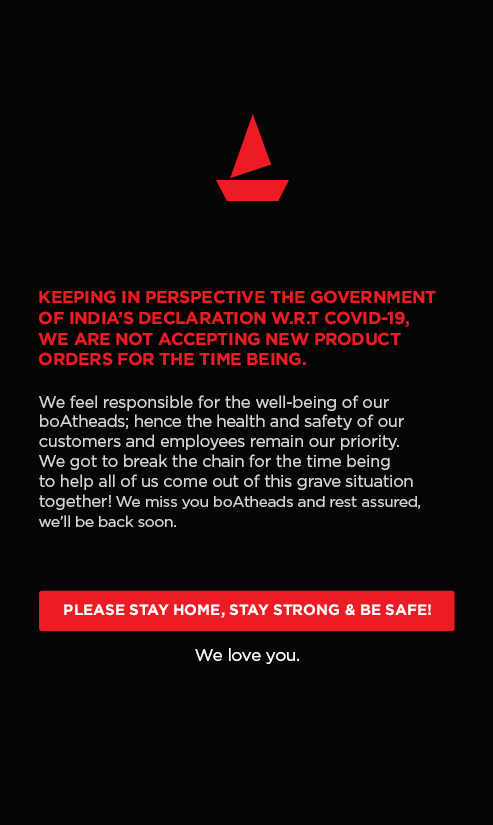 KEEPING IN PERSPECTIVE THE GOVERNMENT
OF INDIA’S DECLARATION W.R.T COVID-19,
WE ARE NOT ACCEPTING NEW PRODUCT
ORDERS FOR THE TIME BEING.
We feel responsible for the well-being of our
boAtheads; hence the health and safety of our
customers and employees remain our priority.
We got to break the chain for the time being
to help all of us come out of this grave situation
together! We miss you boAtheads and rest assured,
we’ll be back soon.
PLEASE STAY HOME, STAY STRONG & BE SAFE!
We love you.